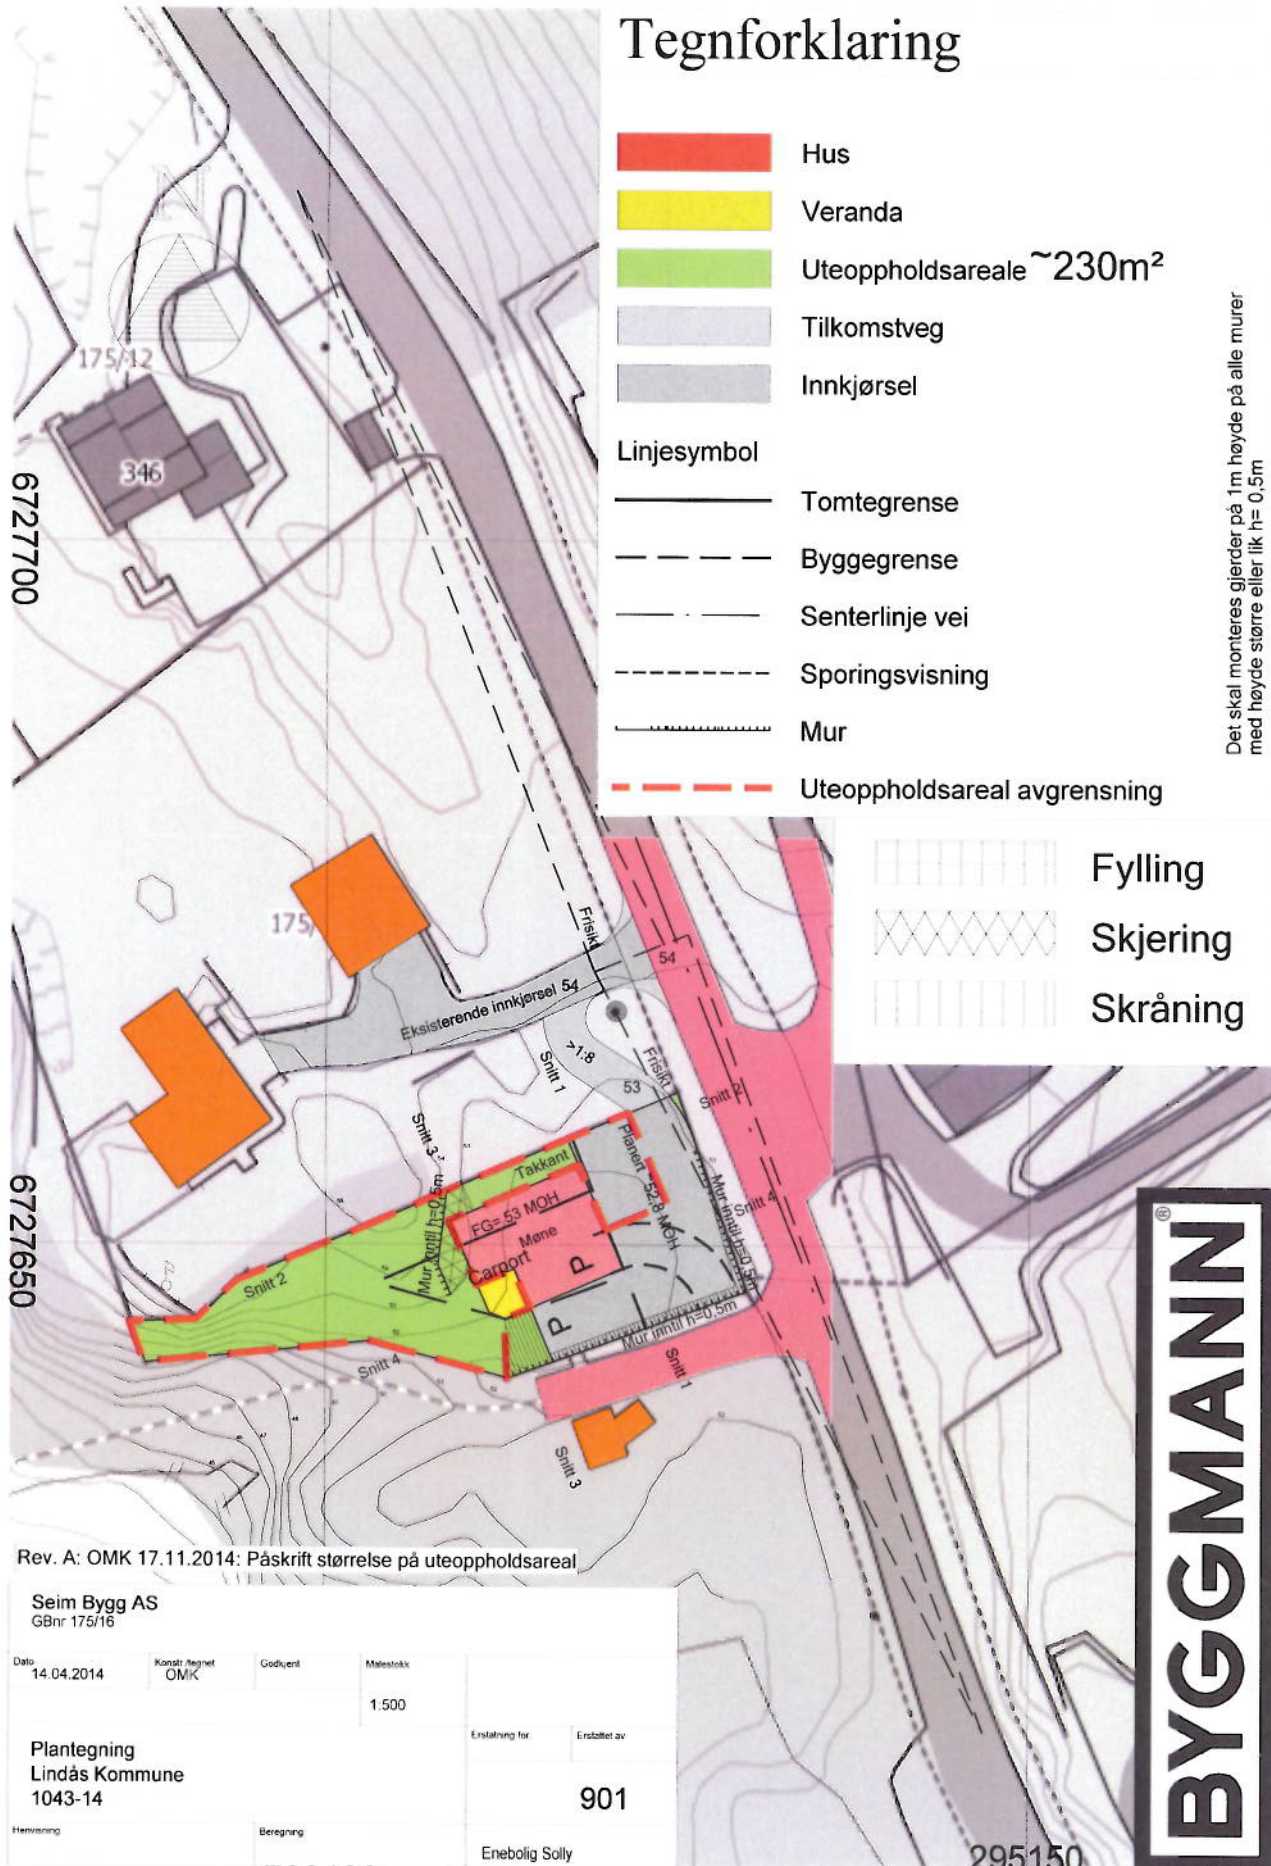 Tegnforklaring
Hus
Veranda
Uteoppholdsareale ~230m²
Tilkomstveg
Innkjørsel
Linjesymbol
Tomtegrense
Byggegrense
Senterlinje vei
Sporingsvisning
Mur
Uteoppholdsareal avgrensning
Det skal monteres gjerder på 1m høyde på alle murer
med høyde større eller lik h= 0,5m
Fylling
Skjering
Skråning
N
175/12
346
6727700
175/
Frisikt
54
Eksisterende innkjørsel 54
>1:8
Snitt 1
Frisikt
53
Snitt 2
Snitt 3
Takkant
Planert ~52,8 MOH
Mur inntil h=0,5m
Snitt 4
Mur inntil h=0,5m
FG= 53 MOH
Møne
Carport
P
P
Mur inntil h=0,5m
Snitt 2
Snitt 4
Snitt 1
Snitt 3
6727650
Rev. A: OMK 17.11.2014: Påskrift størrelse på uteoppholdsareal
Seim Bygg AS
GBnr 175/16
Dato
14.04.2014
Konstr./tegnet
OMK
Godkjent
Målestokk
1:500
Erstatning for
Erstattet av
Plantegning
Lindås Kommune
1043-14
901
Henvisning
Beregning
Enebolig Solly
295150
BYGGMANN®